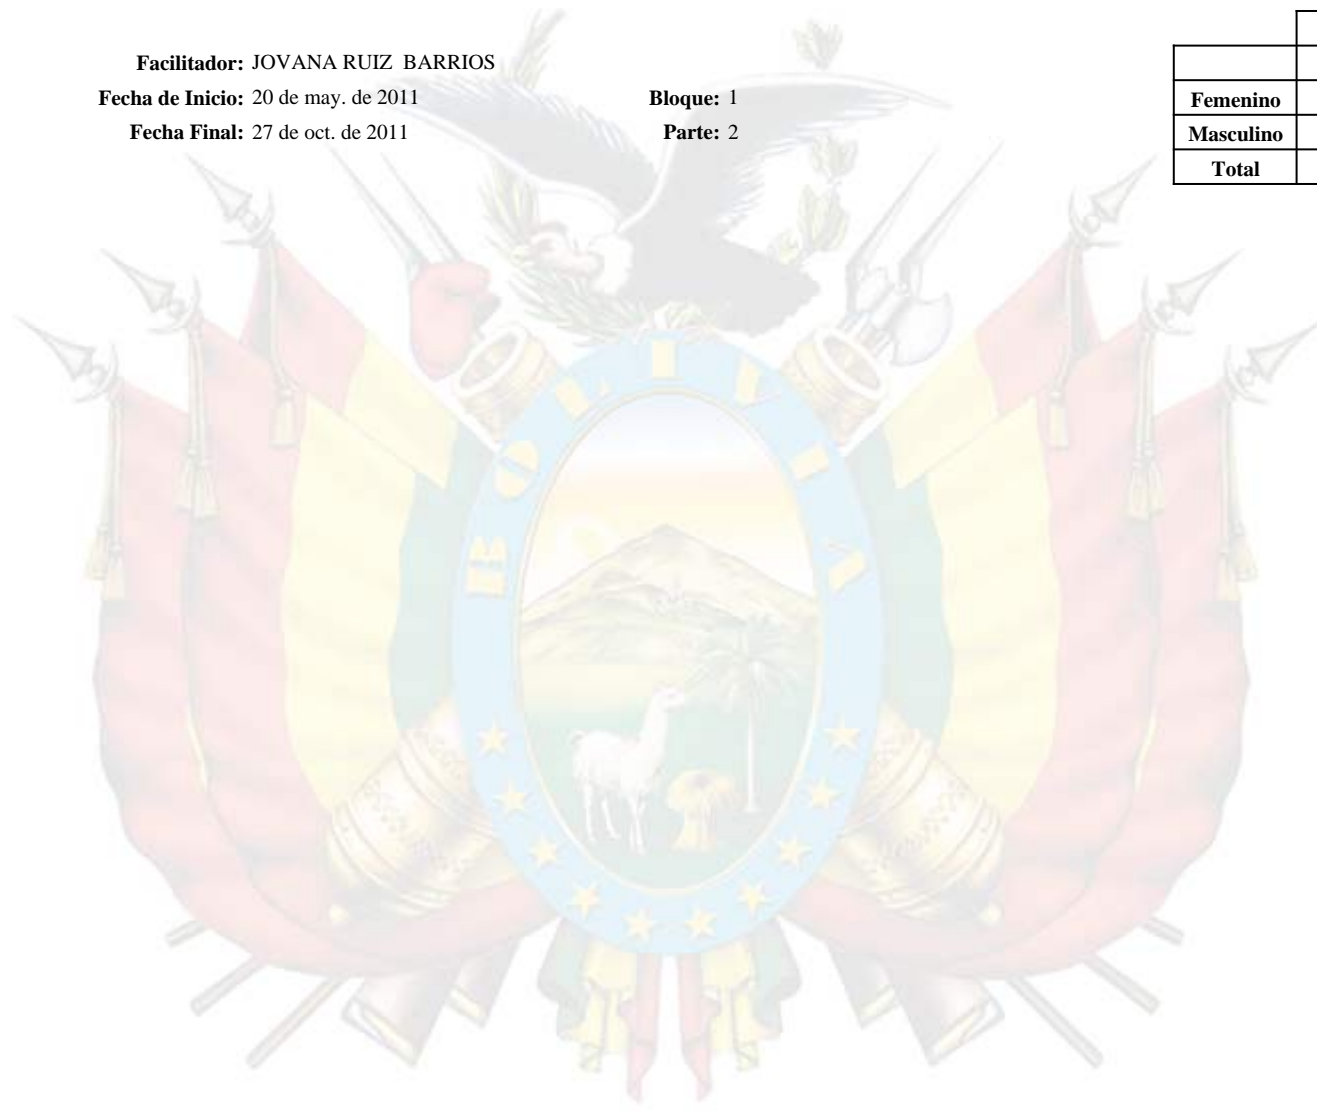 Facilitador: JOVANA RUIZ BARRIOS
Fecha de Inicio: 20 de may. de 2011 Bloque: 1
Fecha Final: 27 de oct. de 2011 Parte: 2
Femenino
Masculino
Total
BOLIVIA